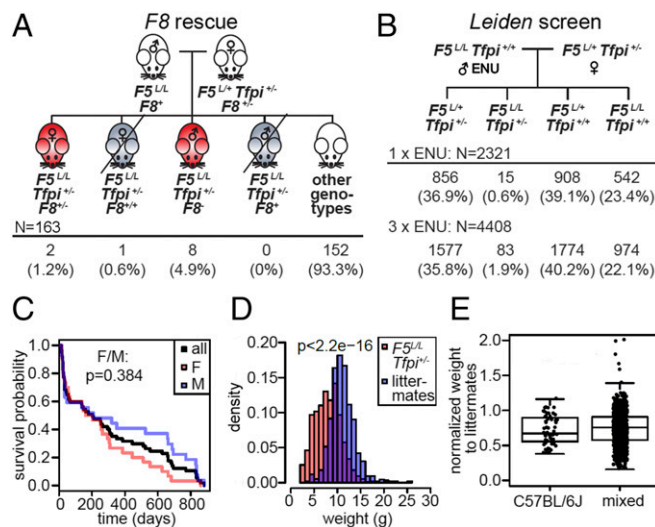 A
F8 rescue
♂ ♀
F5 L/L F5 L/+ Tfpi +/-
F8+ F8+/-
♀ ♀ ♂ ♂
F5 L/L F5 L/L F5 L/L F5 L/L other
Tfpi +/- Tfpi +/- Tfpi +/- Tfpi +/- geno-
F8+/- F8+/+ F8- F8+ types
N=163
2 1 8 0 152
(1.2%) (0.6%) (4.9%) (0%) (93.3%)
B
Leiden screen
F5 L/L Tfpi +/+ F5 L/+ Tfpi +/-
♂ ENU ♀
F5 L/+ F5 L/L F5 L/+ F5 L/L
Tfpi +/- Tfpi +/- Tfpi +/+ Tfpi +/+
1 x ENU: N=2321
856 15 908 542
(36.9%) (0.6%) (39.1%) (23.4%)
3 x ENU: N=4408
1577 83 1774 974
(35.8%) (1.9%) (40.2%) (22.1%)
C
survival probability
1.0
0.8
0.6
0.4
0.2
0.0
F/M:
p=0.384
all
F
M
0 200 400 600 800
time (days)
D
density
0.20
0.15
0.10
0.05
0.00
p<2.2e-16
F5 L/L
Tfpi +/-
litter-
mates
0 5 10 15 20 25 30
weight (g)
E
normalized weight
to littermates
2.0
1.5
1.0
0.5
0.0
C57BL/6J mixed